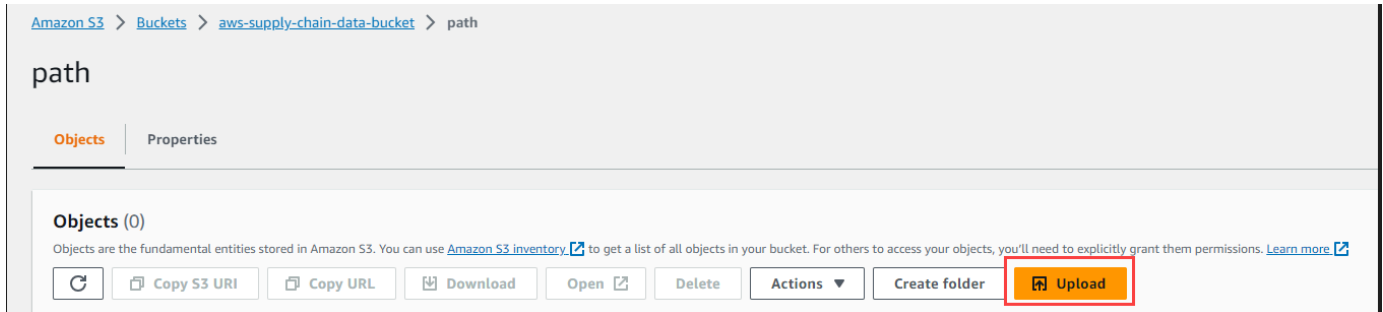 Amazon S3 > Buckets > aws-supply-chain-data-bucket > path
path
Objects Properties
Objects (0)
Objects are the fundamental entities stored in Amazon S3. You can use Amazon S3 inventory to get a list of all objects in your bucket. For others to access your objects, you'll need to explicitly grant them permissions. Learn more
Copy S3 URI Copy URL Download Open Delete Actions Create folder Upload